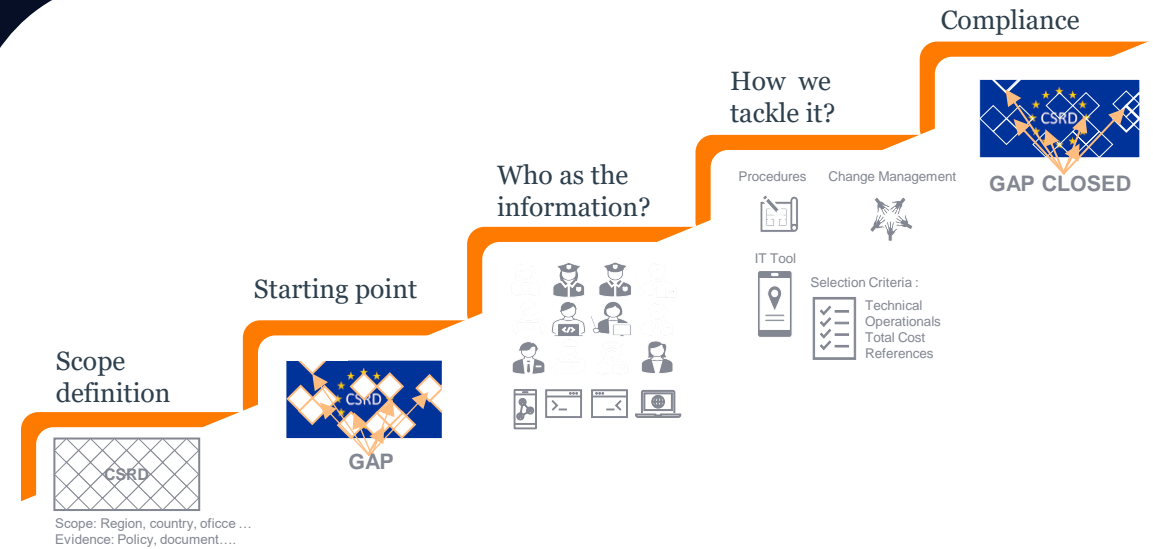 Scope
definition
CSRD
Scope: Region, country, oficce ...
Evidence: Policy, document....
Starting point
CSRD
GAP
Who as the
information?
</>
>_
_<
How we
tackle it?
Procedures
Change Management
IT Tool
Selection Criteria :
Technical
Operationals
Total Cost
References
Compliance
CSRD
GAP CLOSED